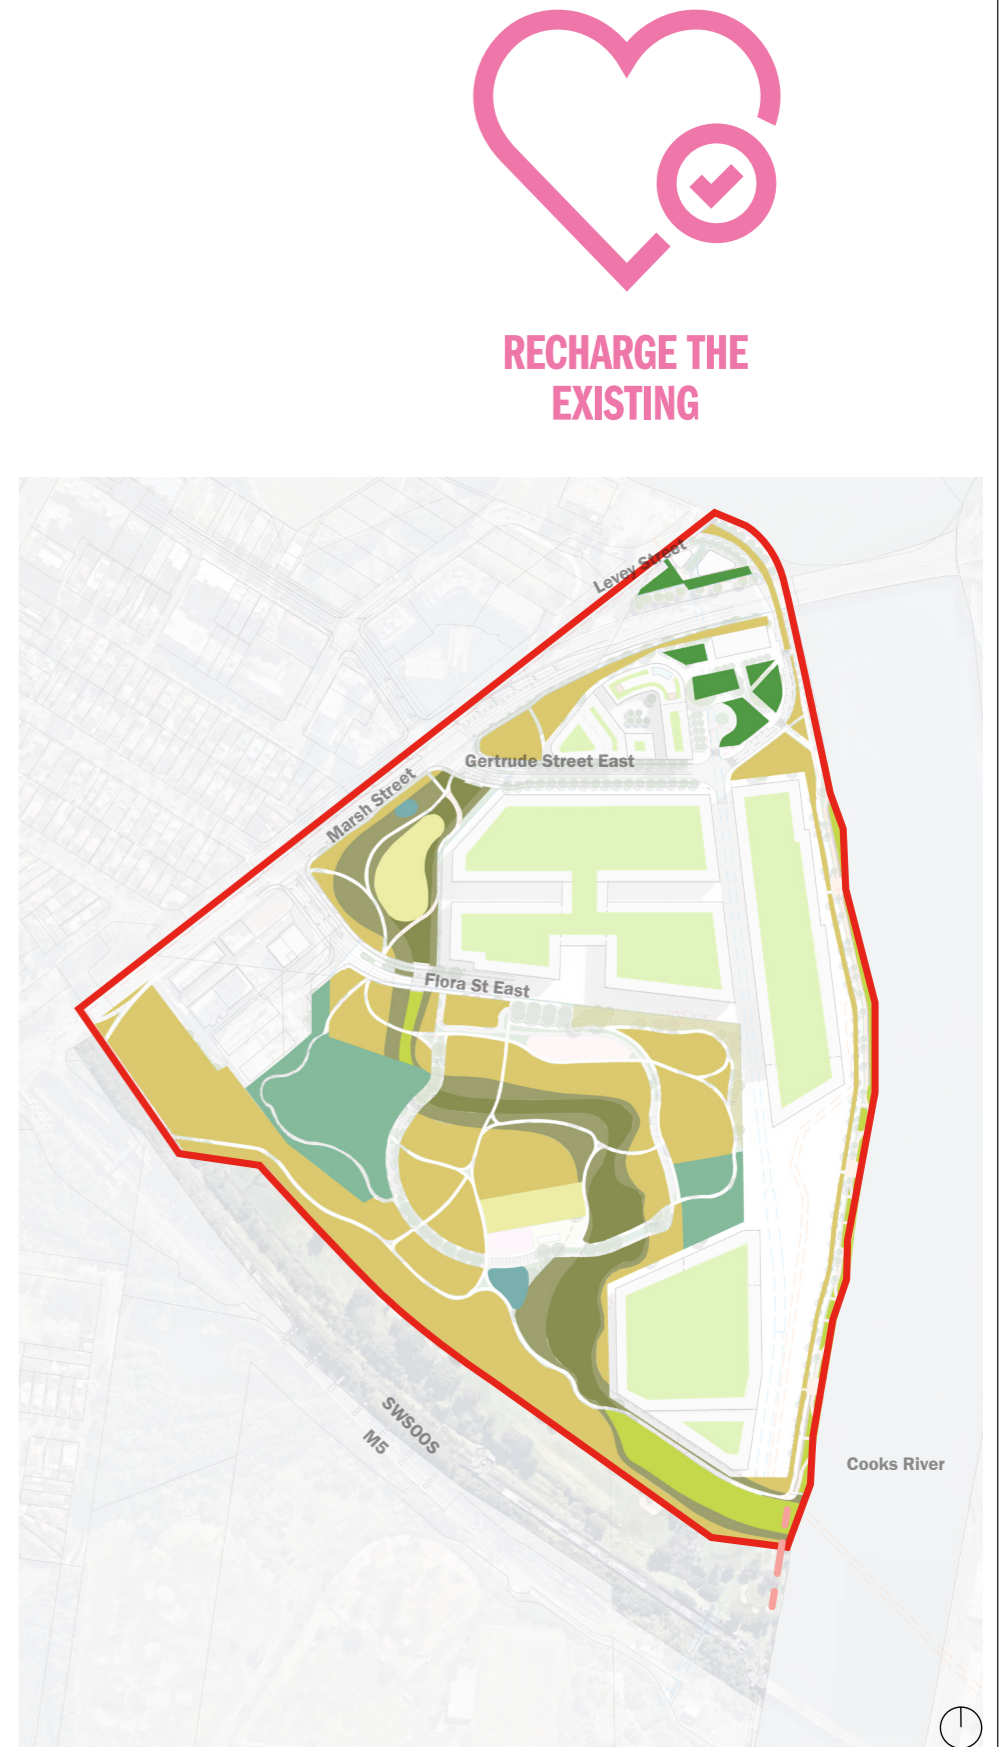 RECHARGE THE
EXISTING
Levey Street
Gertrude Street East
Marsh Street
Flora St East
SWSOOS
M5
Cooks River